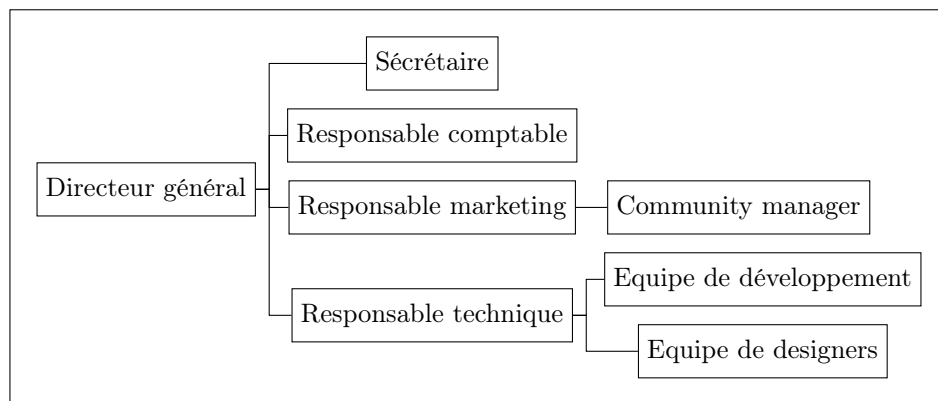 Sécrétaire
Responsable comptable
Directeur général
Responsable marketing
Community manager
Equipe de développement
Responsable technique
Equipe de designers